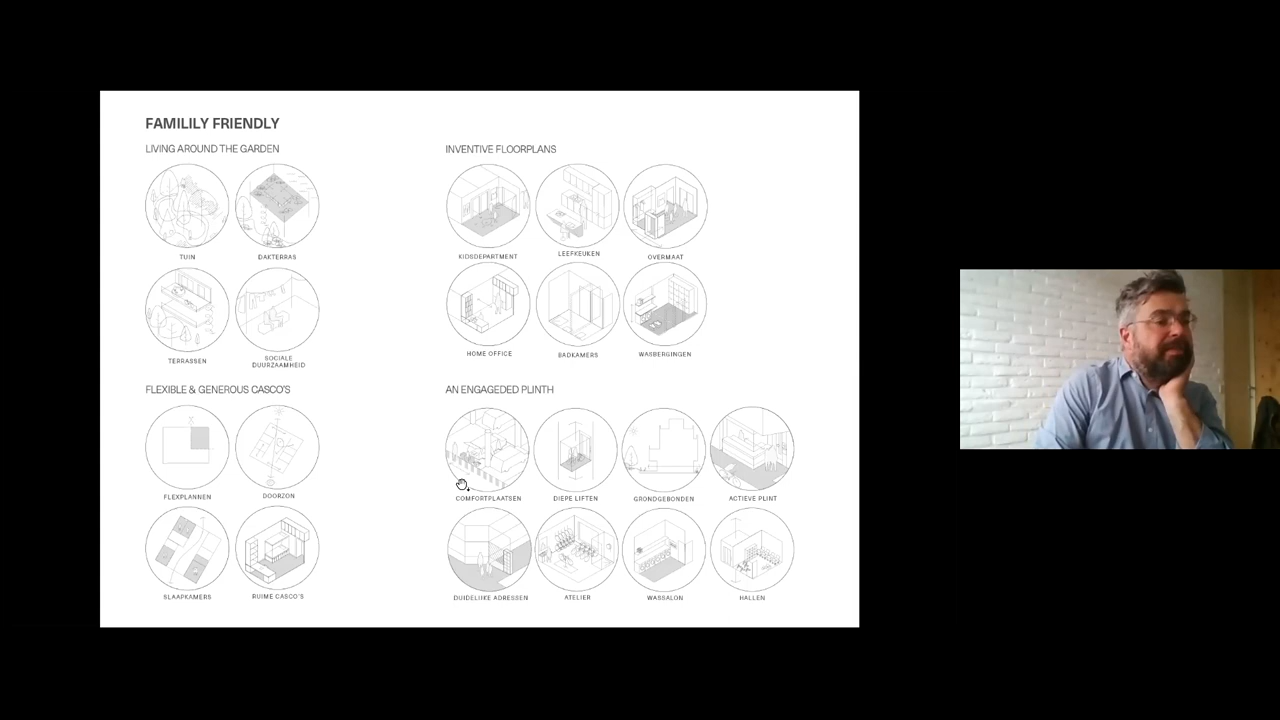 FAMILILY FRIENDLY
LIVING AROUND THE GARDEN
TUIN
DAKTERRAS
TERRASSEN
SOCIALE
DUURZAAMHEID
INVENTIVE FLOORPLANS
KIDSDEPARTMENT
LEEFKEUKEN
OVERMAAT
HOME OFFICE
BADKAMERS
WASBERGINGEN
FLEXIBLE & GENEROUS CASCO'S
FLEXPLANNEN
DOORZON
SLAAPKAMERS
RUIME CASCO'S
AN ENGAGEDED PLINTH
COMFORTPLAATSEN
DIEPE LIFTEN
GRONDGEBONDEN
ACTIEVE PLINT
DUIDELIJKE ADRESSEN
ATELIER
WASSALON
HALLEN